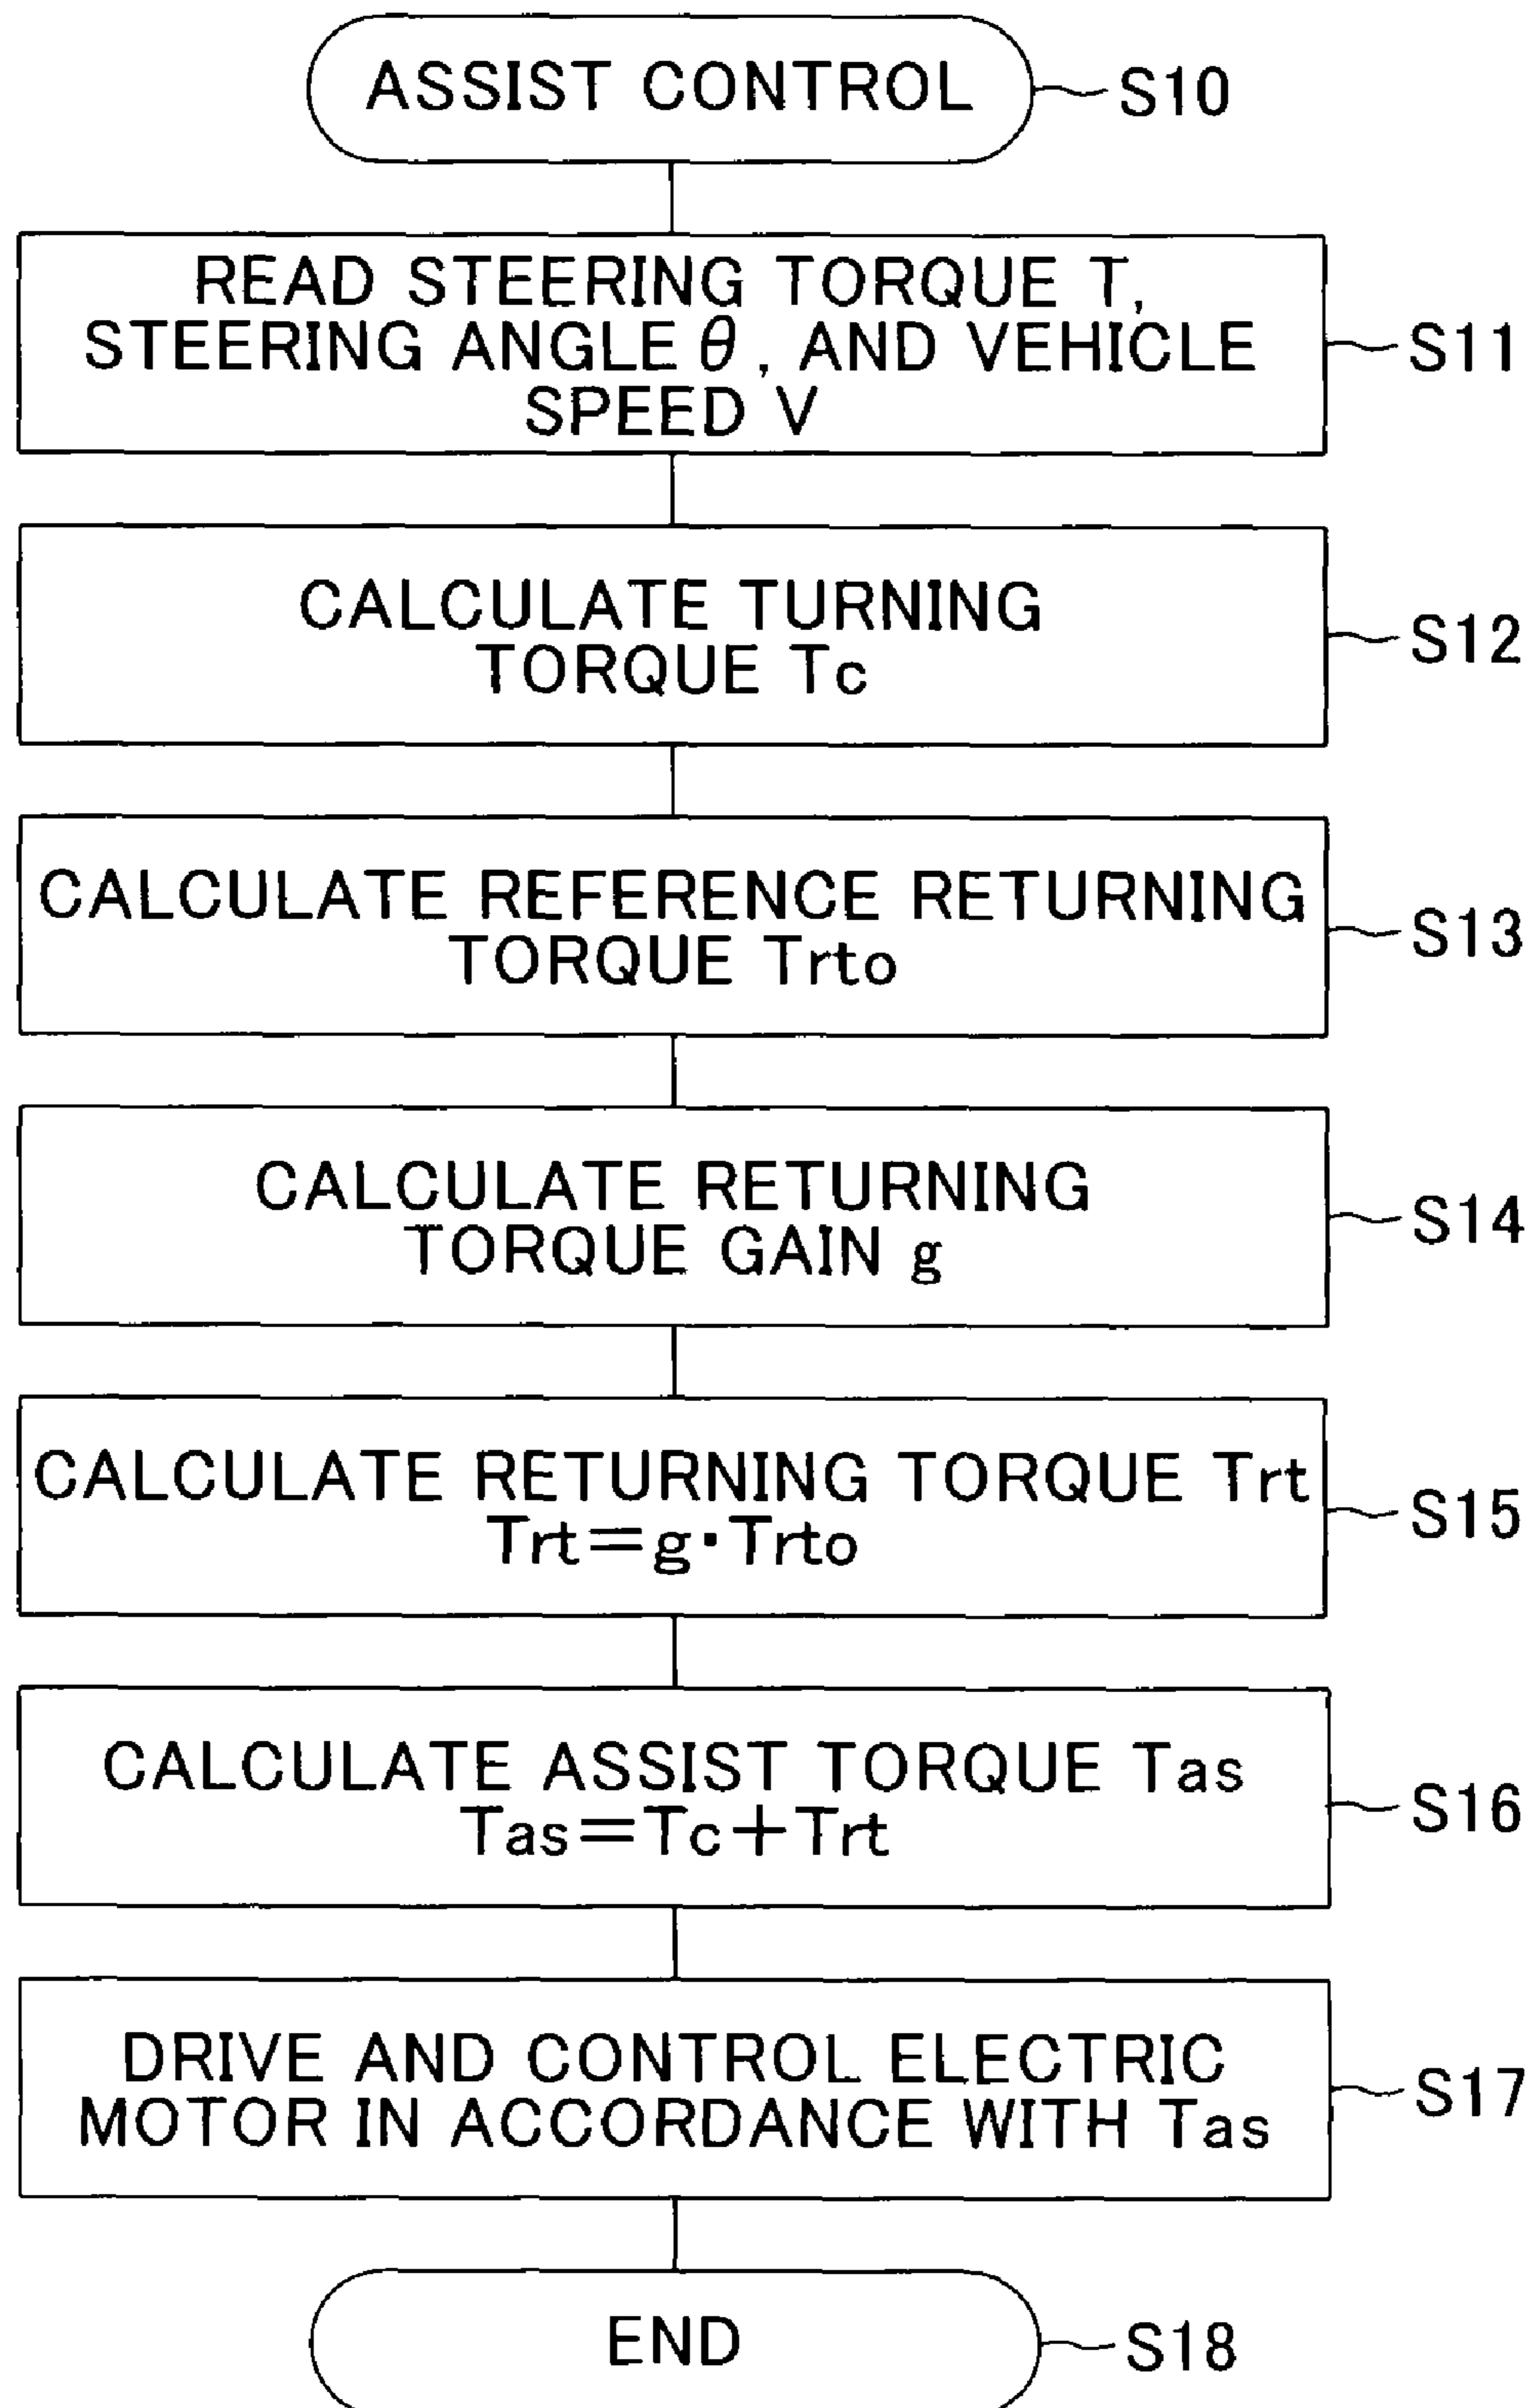 ASSIST CONTROL
S10
READ STEERING TORQUE T,
STEERING ANGLE θ, AND VEHICLE
SPEED V
S11
CALCULATE TURNING
TORQUE Tc
S12
CALCULATE REFERENCE RETURNING
TORQUE Trto
S13
CALCULATE RETURNING
TORQUE GAIN g
S14
CALCULATE RETURNING TORQUE Trt
Trt=g·Trto
S15
CALCULATE ASSIST TORQUE Tas
Tas=Tc+Trt
S16
DRIVE AND CONTROL ELECTRIC
MOTOR IN ACCORDANCE WITH Tas
S17
END
S18